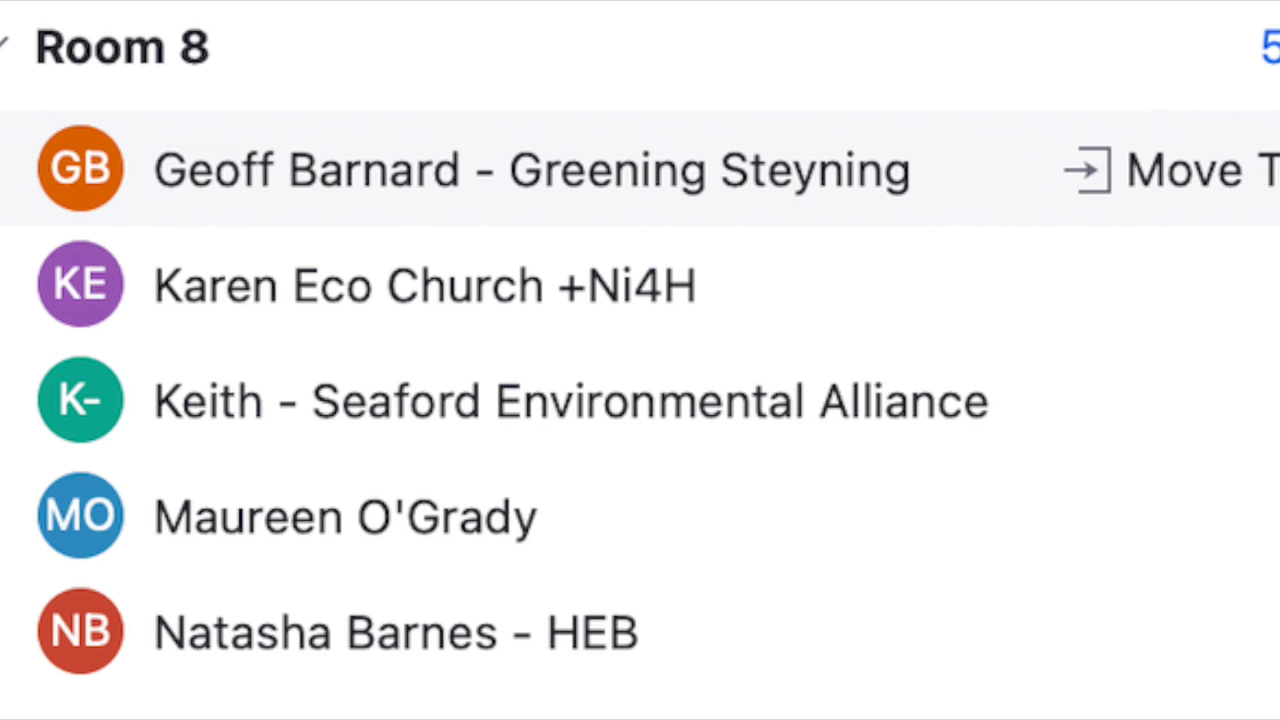 Room 8 5
GB Geoff Barnard - Greening Steyning Move T
KE Karen Eco Church +Ni4H
K- Keith - Seaford Environmental Alliance
MO Maureen O'Grady
NB Natasha Barnes - HEB